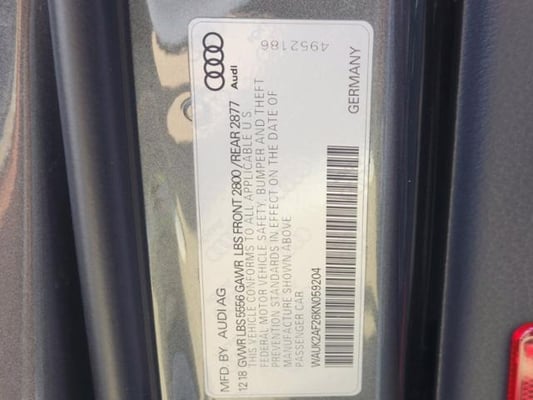 4952186
Audi
GERMANY
MFD. BY AUDI AG
12 18 GVWR LBS 5556 GAWR LBS FRONT 2800 / REAR 2877
THIS VEHICLE CONFORMS TO ALL APPLICABLE U S
FEDERAL MOTOR VEHICLE SAFETY, BUMPER AND THEFT
PREVENTION STANDARDS IN EFFECT ON THE DATE OF
MANUFACTURE SHOWN ABOVE
PASSENGER CAR
WAUK2AF26KN059204